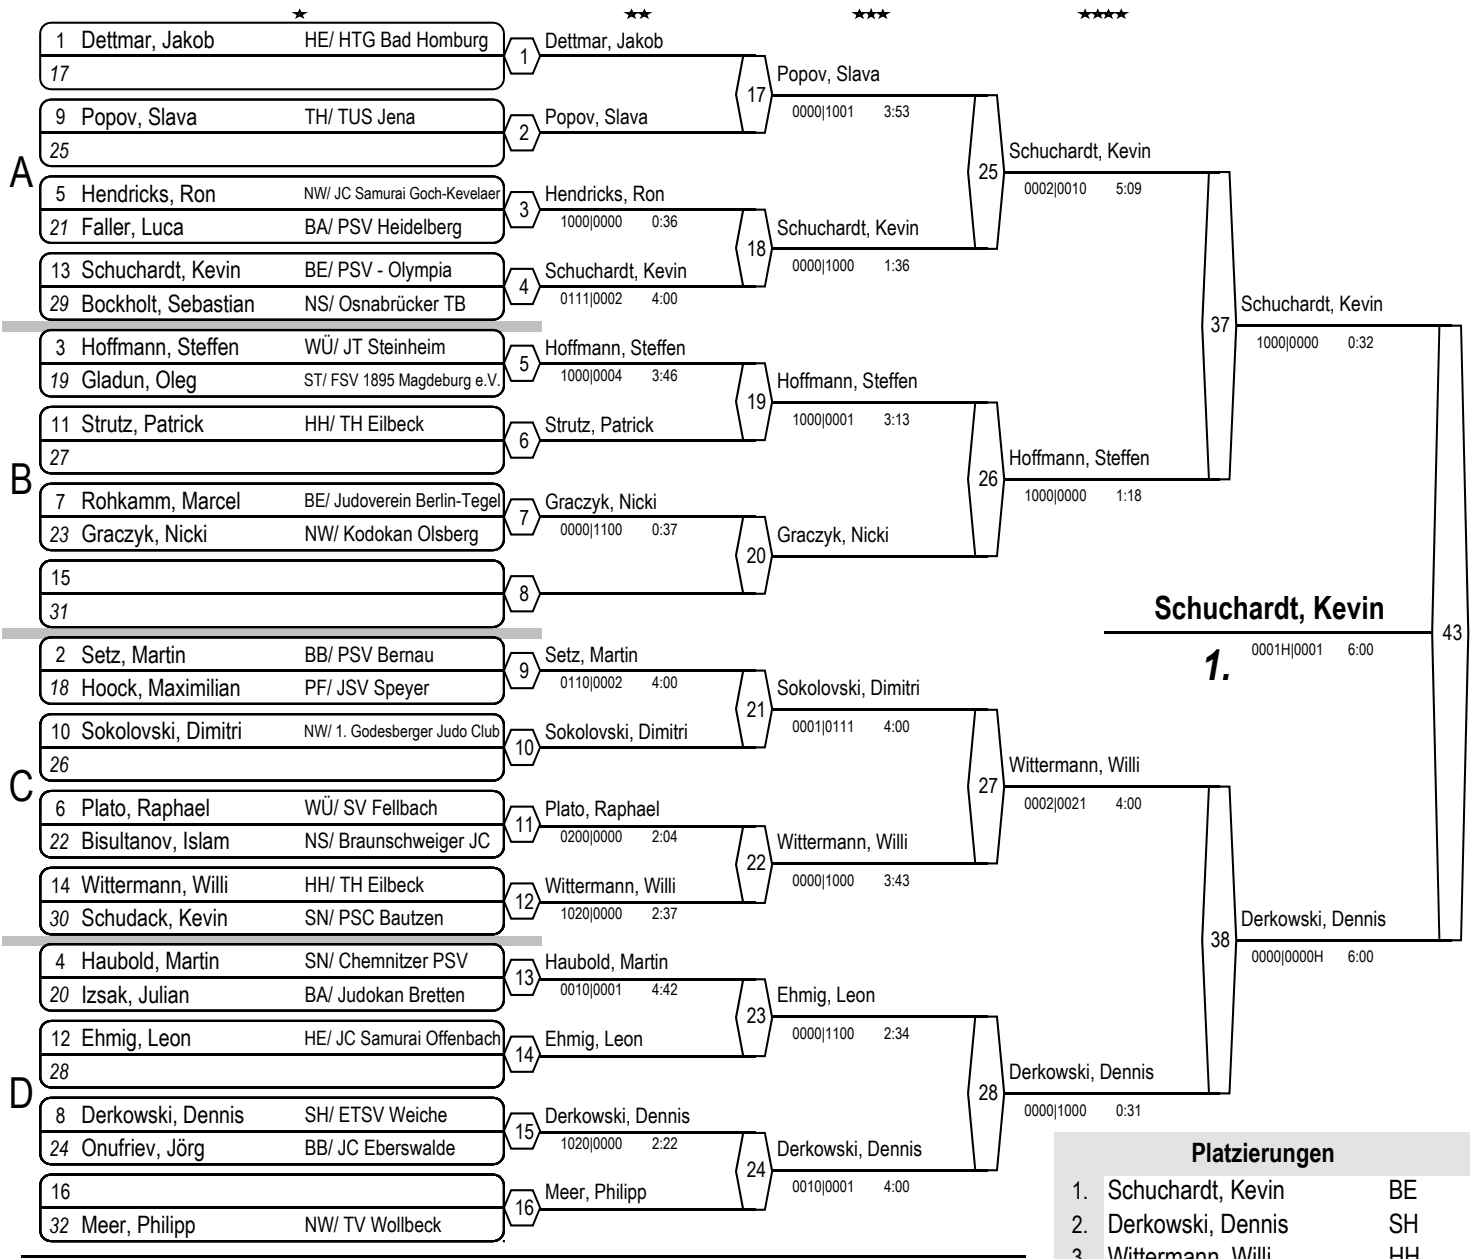 1 Dettmar, Jakob HE/ HTG Bad Homburg
17
9 Popov, Slava TH/ TUS Jena
25
A
5 Hendricks, Ron NW/ JC Samurai Goch-Kevelaer
21 Faller, Luca BA/ PSV Heidelberg
13 Schuchardt, Kevin BE/ PSV - Olympia
29 Bockholt, Sebastian NS/ Osnabrücker TB
3 Hoffmann, Steffen WÜ/ JT Steinheim
19 Gladun, Oleg ST/ FSV 1895 Magdeburg e.V.
11 Strutz, Patrick HH/ TH Eilbeck
27
B
7 Rohkamm, Marcel BE/ Judoverein Berlin-Tegel
23 Graczyk, Nicki NW/ Kodokan Olsberg
15
31
2 Setz, Martin BB/ PSV Bernau
18 Hoock, Maximilian PF/ JSV Speyer
10 Sokolovski, Dimitri NW/ 1. Godesberger Judo Club
26
C
6 Plato, Raphael WÜ/ SV Fellbach
22 Bisultanov, Islam NS/ Braunschweiger JC
14 Wittermann, Willi HH/ TH Eilbeck
30 Schudack, Kevin SN/ PSC Bautzen
4 Haubold, Martin SN/ Chemnitzer PSV
20 Izsak, Julian BA/ Judokan Bretten
12 Ehmig, Leon HE/ JC Samurai Offenbach
28
D
8 Derkowski, Dennis SH/ ETSV Weiche
24 Onufriev, Jörg BB/ JC Eberswalde
16
32 Meer, Philipp NW/ TV Wollbeck
1 Dettmar, Jakob
2 Popov, Slava
3 Hendricks, Ron
1000|0000 0:36
4 Schuchardt, Kevin
0111|0002 4:00
5 Hoffmann, Steffen
1000|0004 3:46
6 Strutz, Patrick
7 Graczyk, Nicki
0000|1100 0:37
8
9 Setz, Martin
0110|0002 4:00
10 Sokolovski, Dimitri
11 Plato, Raphael
0200|0000 2:04
12 Wittermann, Willi
1020|0000 2:37
13 Haubold, Martin
0010|0001 4:42
14 Ehmig, Leon
15 Derkowski, Dennis
1020|0000 2:22
16 Meer, Philipp
17 Popov, Slava
0000|1001 3:53
18 Schuchardt, Kevin
0000|1000 1:36
19 Hoffmann, Steffen
1000|0001 3:13
20 Graczyk, Nicki
21 Sokolovski, Dimitri
0001|0111 4:00
22 Wittermann, Willi
0000|1000 3:43
23 Ehmig, Leon
0000|1100 2:34
24 Derkowski, Dennis
0010|0001 4:00
25 Schuchardt, Kevin
0002|0010 5:09
26 Hoffmann, Steffen
1000|0000 1:18
27 Wittermann, Willi
0002|0021 4:00
28 Derkowski, Dennis
0000|1000 0:31
37 Schuchardt, Kevin
1000|0000 0:32
38 Derkowski, Dennis
0000|0000H 6:00
43 Schuchardt, Kevin
1. 0001H|0001 6:00
Platzierungen
1. Schuchardt, Kevin BE
2. Derkowski, Dennis SH
3. Wittermann, Willi HH